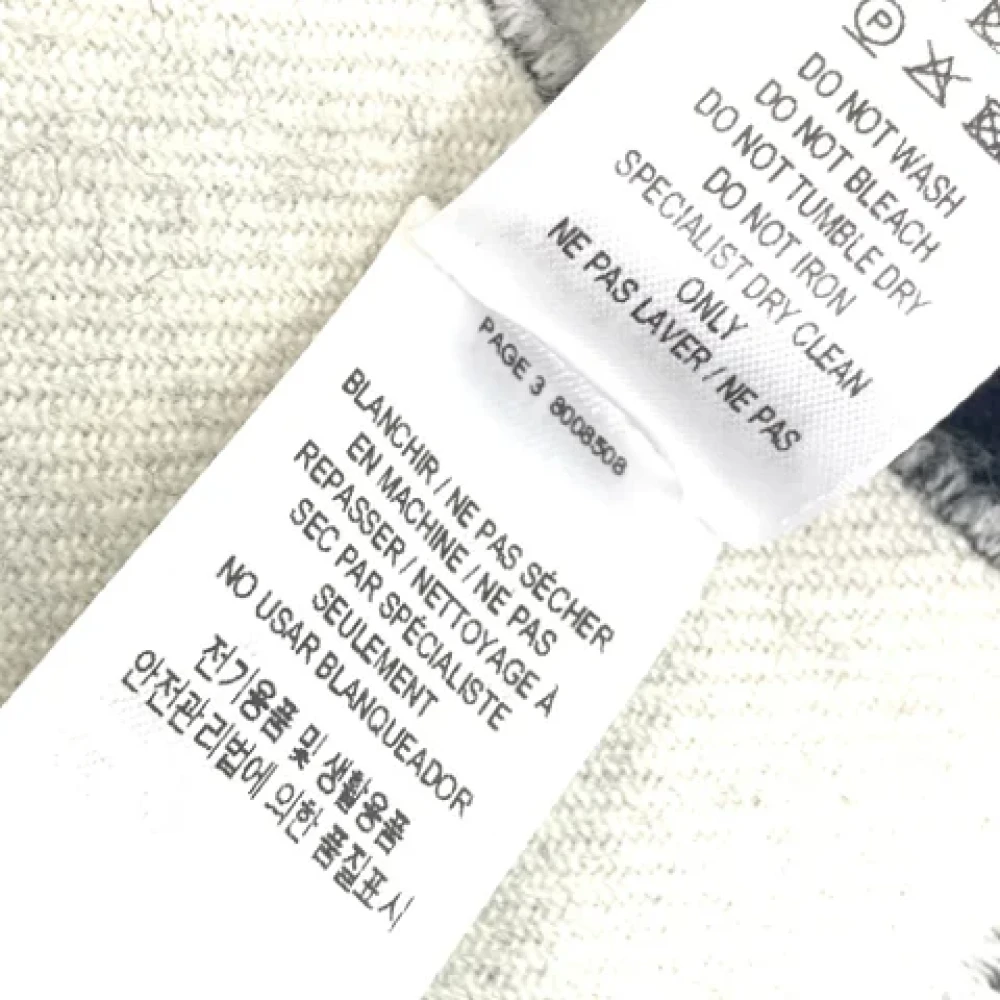 P
DO NOT WASH
DO NOT BLEACH
DO NOT TUMBLE DRY
DO NOT IRON
SPECIALIST DRY CLEAN
ONLY
NE PAS LAVER / NE PAS
PAGE 3 8008508
BLANCHIR / NE PAS SÉCHER
EN MACHINE / NE PAS
REPASSER / NETTOYAGE À
SEC PAR SPÉCIALISTE
SEULEMENT
NO USAR BLANQUEADOR
전기용품 및 생활용품
안전관리법에 의한 품질표시